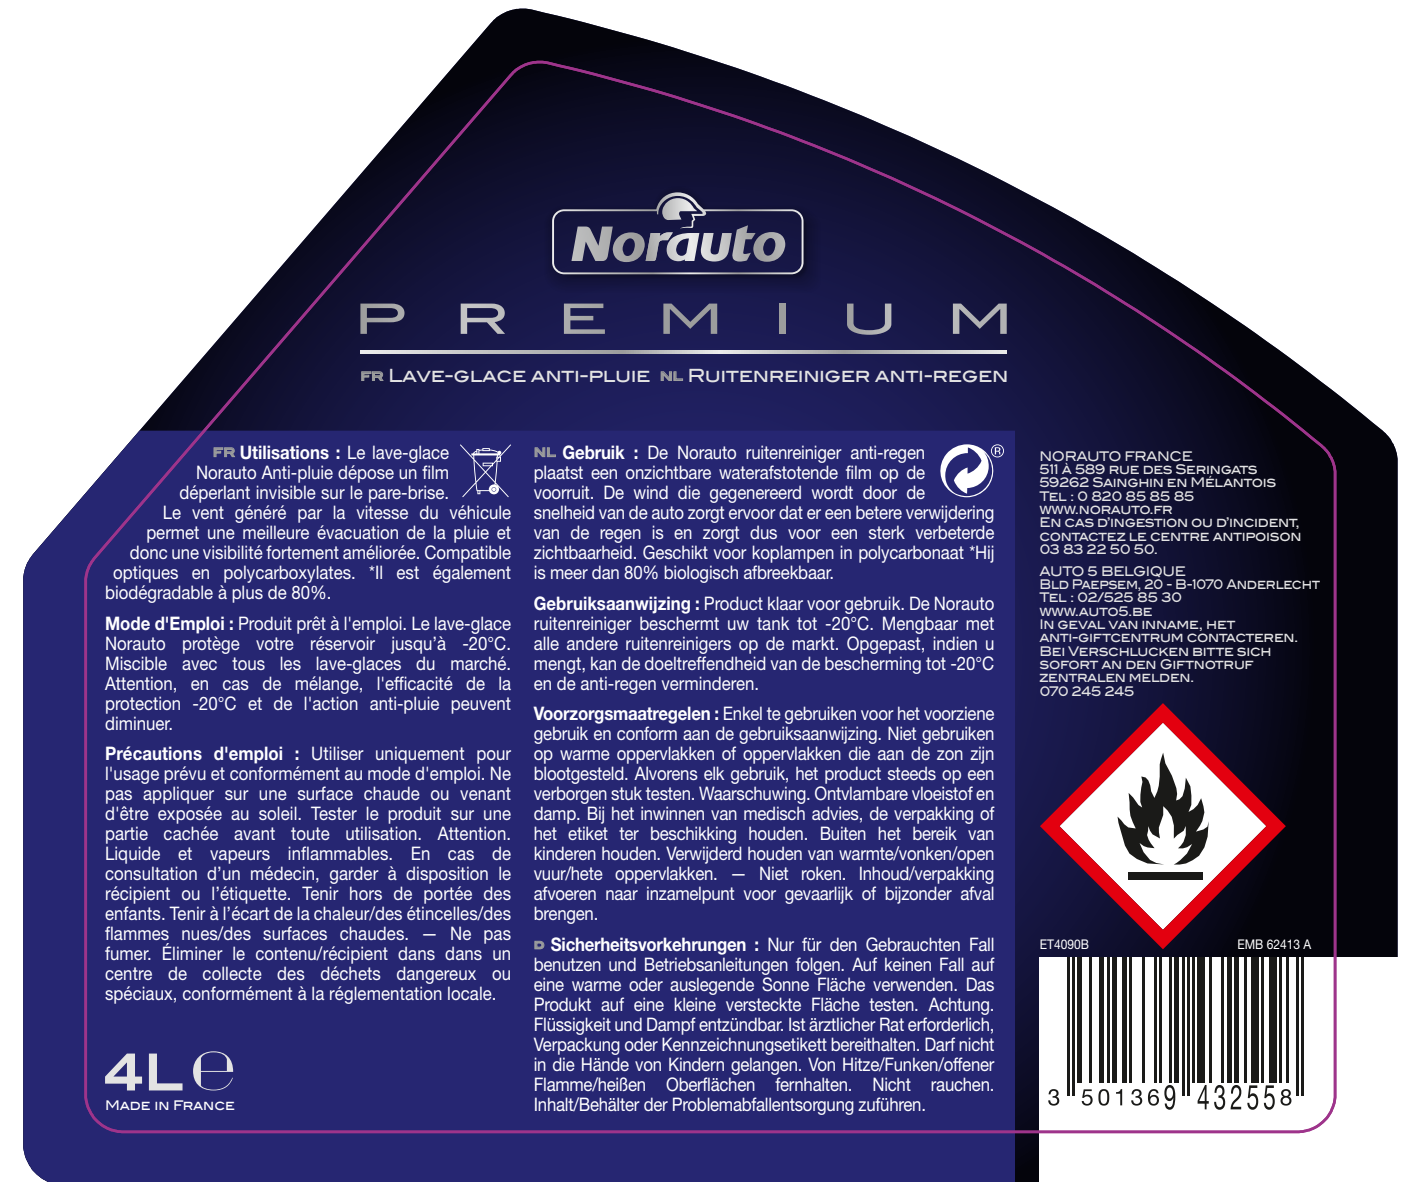 Norauto
PREMIUM
FR LAVE-GLACE ANTI-PLUIE NL RUITENREINIGER ANTI-REGEN
FR Utilisations : Le lave-glace
Norauto Anti-pluie dépose un film
déperlant invisible sur le pare-brise.
Le vent généré par la vitesse du véhicule
permet une meilleure évacuation de la pluie et
donc une visibilité fortement améliorée. Compatible
optiques en polycarboxylates. *Il est également
biodégradable à plus de 80%.
Mode d'Emploi : Produit prêt à l'emploi. Le lave-glace
Norauto protège votre réservoir jusqu'à -20°C.
Miscible avec tous les lave-glaces du marché.
Attention, en cas de mélange, l'efficacité de la
protection -20°C et de l'action anti-pluie peuvent
diminuer.
Précautions d'emploi : Utiliser uniquement pour
l'usage prévu et conformément au mode d'emploi. Ne
pas appliquer sur une surface chaude ou venant
d'être exposée au soleil. Tester le produit sur une
partie cachée avant toute utilisation. Attention.
Liquide et vapeurs inflammables. En cas de
consultation d’un médecin, garder à disposition le
récipient ou l’étiquette. Tenir hors de portée des
enfants. Tenir à l’écart de la chaleur/des étincelles/des
flammes nues/des surfaces chaudes. — Ne pas
fumer. Éliminer le contenu/récipient dans dans un
centre de collecte des déchets dangereux ou
spéciaux, conformément à la réglementation locale.
4L ℮
MADE IN FRANCE
NL Gebruik : De Norauto ruitenreiniger anti-regen
plaatst een onzichtbare waterafstotende film op de
voorruit. De wind die gegenereerd wordt door de
snelheid van de auto zorgt ervoor dat er een betere verwijdering
van de regen is en zorgt dus voor een sterk verbeterde
zichtbaarheid. Geschikt voor koplampen in polycarbonaat *Hij
is meer dan 80% biologisch afbreekbaar.
®
Gebruiksaanwijzing : Product klaar voor gebruik. De Norauto
ruitenreiniger beschermt uw tank tot -20°C. Mengbaar met
alle andere ruitenreinigers op de markt. Opgepast, indien u
mengt, kan de doeltreffendheid van de bescherming tot -20°C
en de anti-regen verminderen.
Voorzorgsmaatregelen : Enkel te gebruiken voor het voorziene
gebruik en conform aan de gebruiksaanwijzing. Niet gebruiken
op warme oppervlakken of oppervlakken die aan de zon zijn
blootgesteld. Alvorens elk gebruik, het product steeds op een
verborgen stuk testen. Waarschuwing. Ontvlambare vloeistof en
damp. Bij het inwinnen van medisch advies, de verpakking of
het etiket ter beschikking houden. Buiten het bereik van
kinderen houden. Verwijderd houden van warmte/vonken/open
vuur/hete oppervlakken. — Niet roken. Inhoud/verpakking
afvoeren naar inzamelpunt voor gevaarlijk of bijzonder afval
brengen.
D Sicherheitsvorkehrungen : Nur für den Gebrauchten Fall
benutzen und Betriebsanleitungen folgen. Auf keinen Fall auf
eine warme oder auslegende Sonne Fläche verwenden. Das
Produkt auf eine kleine versteckte Fläche testen. Achtung.
Flüssigkeit und Dampf entzündbar. Ist ärztlicher Rat erforderlich,
Verpackung oder Kennzeichnungsetikett bereithalten. Darf nicht
in die Hände von Kindern gelangen. Von Hitze/Funken/offener
Flamme/heißen Oberflächen fernhalten. Nicht rauchen.
Inhalt/Behälter der Problemabfallentsorgung zuführen.
NORAUTO FRANCE
511 À 589 RUE DES SERINGATS
59262 SAINGHIN EN MÉLANTOIS
TEL : 0 820 85 85 85
WWW.NORAUTO.FR
EN CAS D’INGESTION OU D’INCIDENT,
CONTACTEZ LE CENTRE ANTIPOISON
03 83 22 50 50.
AUTO 5 BELGIQUE
BLD PAEPSEM, 20 - B-1070 ANDERLECHT
TEL : 02/525 85 30
WWW.AUTO5.BE
IN GEVAL VAN INNAME, HET
ANTI-GIFTCENTRUM CONTACTEREN.
BEI VERSCHLUCKEN BITTE SICH
SOFORT AN DEN GIFTNOTRUF
ZENTRALEN MELDEN.
070 245 245
ET4090B EMB 62413 A
3 501369 432558